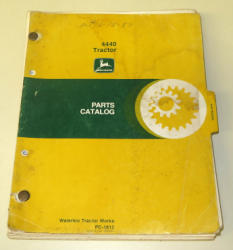 4440
Tractor
JOHN DEERE
PARTS
CATALOG
Waterloo Tractor Works
PC-1612